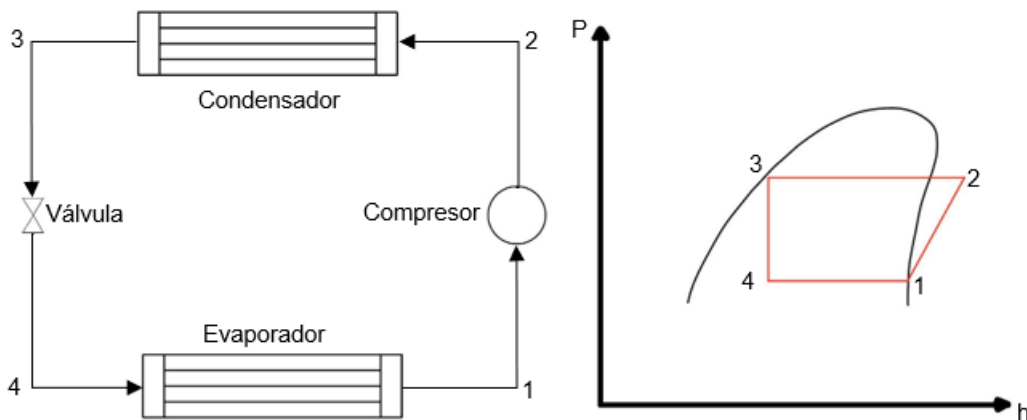 3
2
Condensador
Válvula
Compresor
Evaporador
4
1
P
3
2
4
1
h